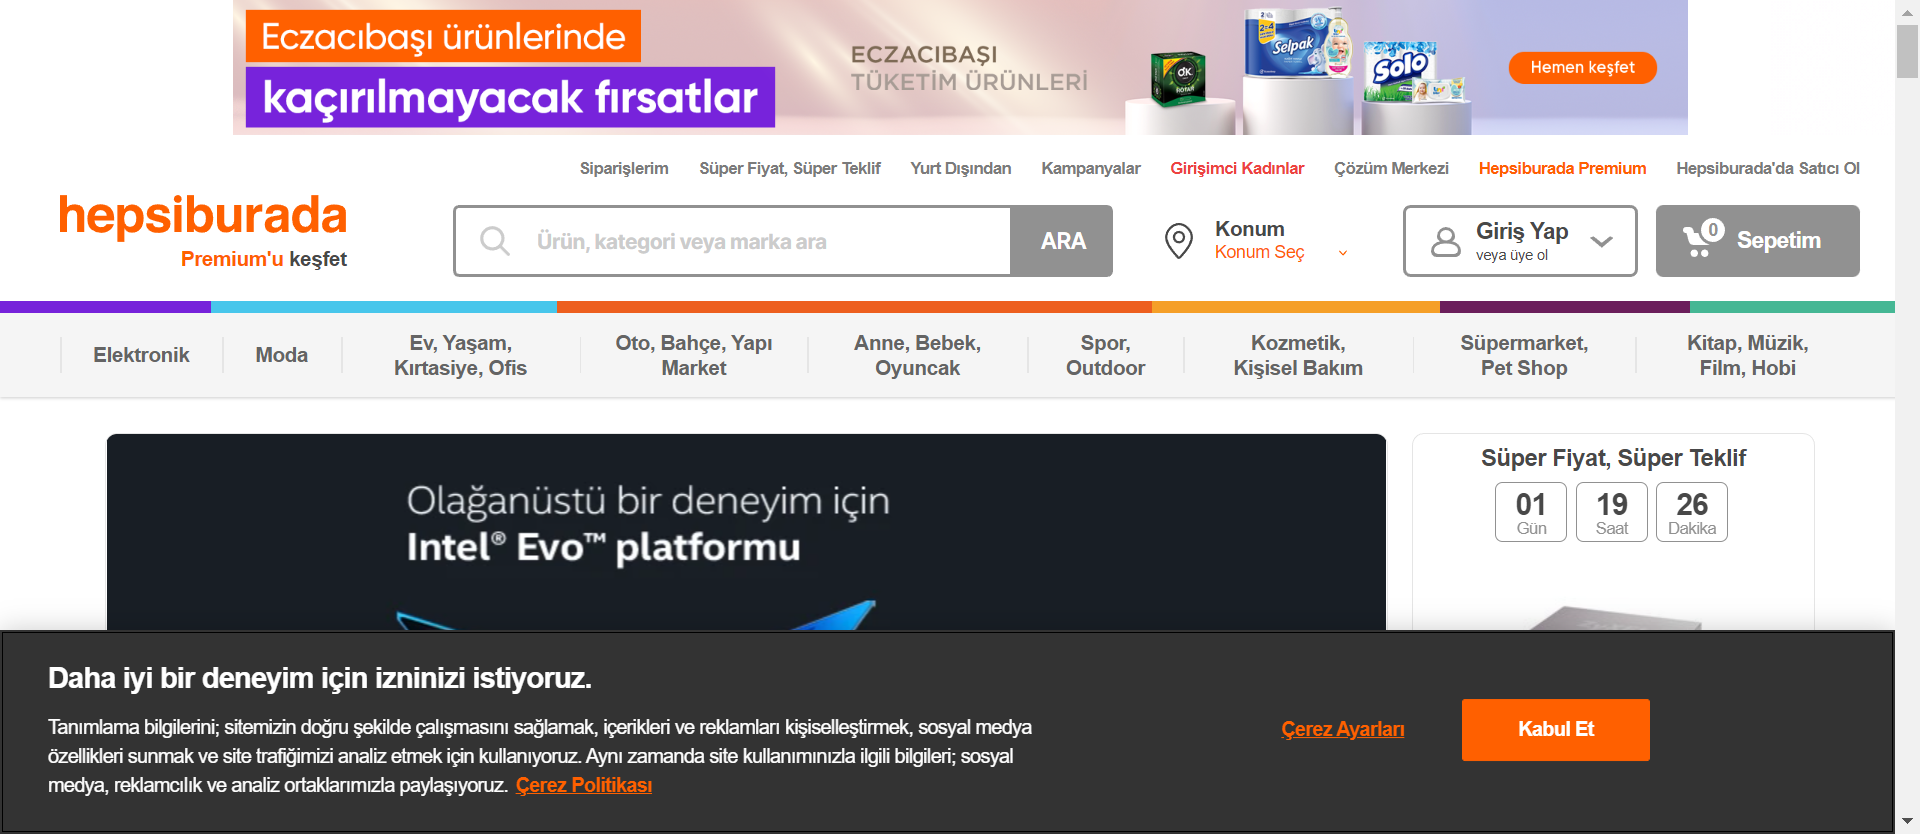 Eczacıbaşı ürünlerinde
kaçırılmayacak fırsatlar
ECZACIBAŞI
TÜKETİM ÜRÜNLERİ
dk
ROTAR
Selpak
Solo
Hemen keşfet
Siparişlerim
Süper Fiyat, Süper Teklif
Yurt Dışından
Kampanyalar
Girişimci Kadınlar
Çözüm Merkezi
Hepsiburada Premium
Hepsiburada'da Satıcı Ol
hepsiburada
Premium'u keşfet
Ürün, kategori veya marka ara
ARA
Konum
Konum Seç
Giriş Yap
veya üye ol
0
Sepetim
Elektronik
Moda
Ev, Yaşam,
Kırtasiye, Ofis
Oto, Bahçe, Yapı
Market
Anne, Bebek,
Oyuncak
Spor,
Outdoor
Kozmetik,
Kişisel Bakım
Süpermarket,
Pet Shop
Kitap, Müzik,
Film, Hobi
Olağanüstü bir deneyim için
Intel® Evo™ platformu
Süper Fiyat, Süper Teklif
01
Gün
19
Saat
26
Dakika
Daha iyi bir deneyim için izninizi istiyoruz.
Tanımlama bilgilerini; sitemizin doğru şekilde çalışmasını sağlamak, içerikleri ve reklamları kişiselleştirmek, sosyal medya
özellikleri sunmak ve site trafiğimizi analiz etmek için kullanıyoruz. Aynı zamanda site kullanımınızla ilgili bilgileri; sosyal
medya, reklamcılık ve analiz ortaklarımızla paylaşıyoruz. Çerez Politikası
Çerez Ayarları
Kabul Et